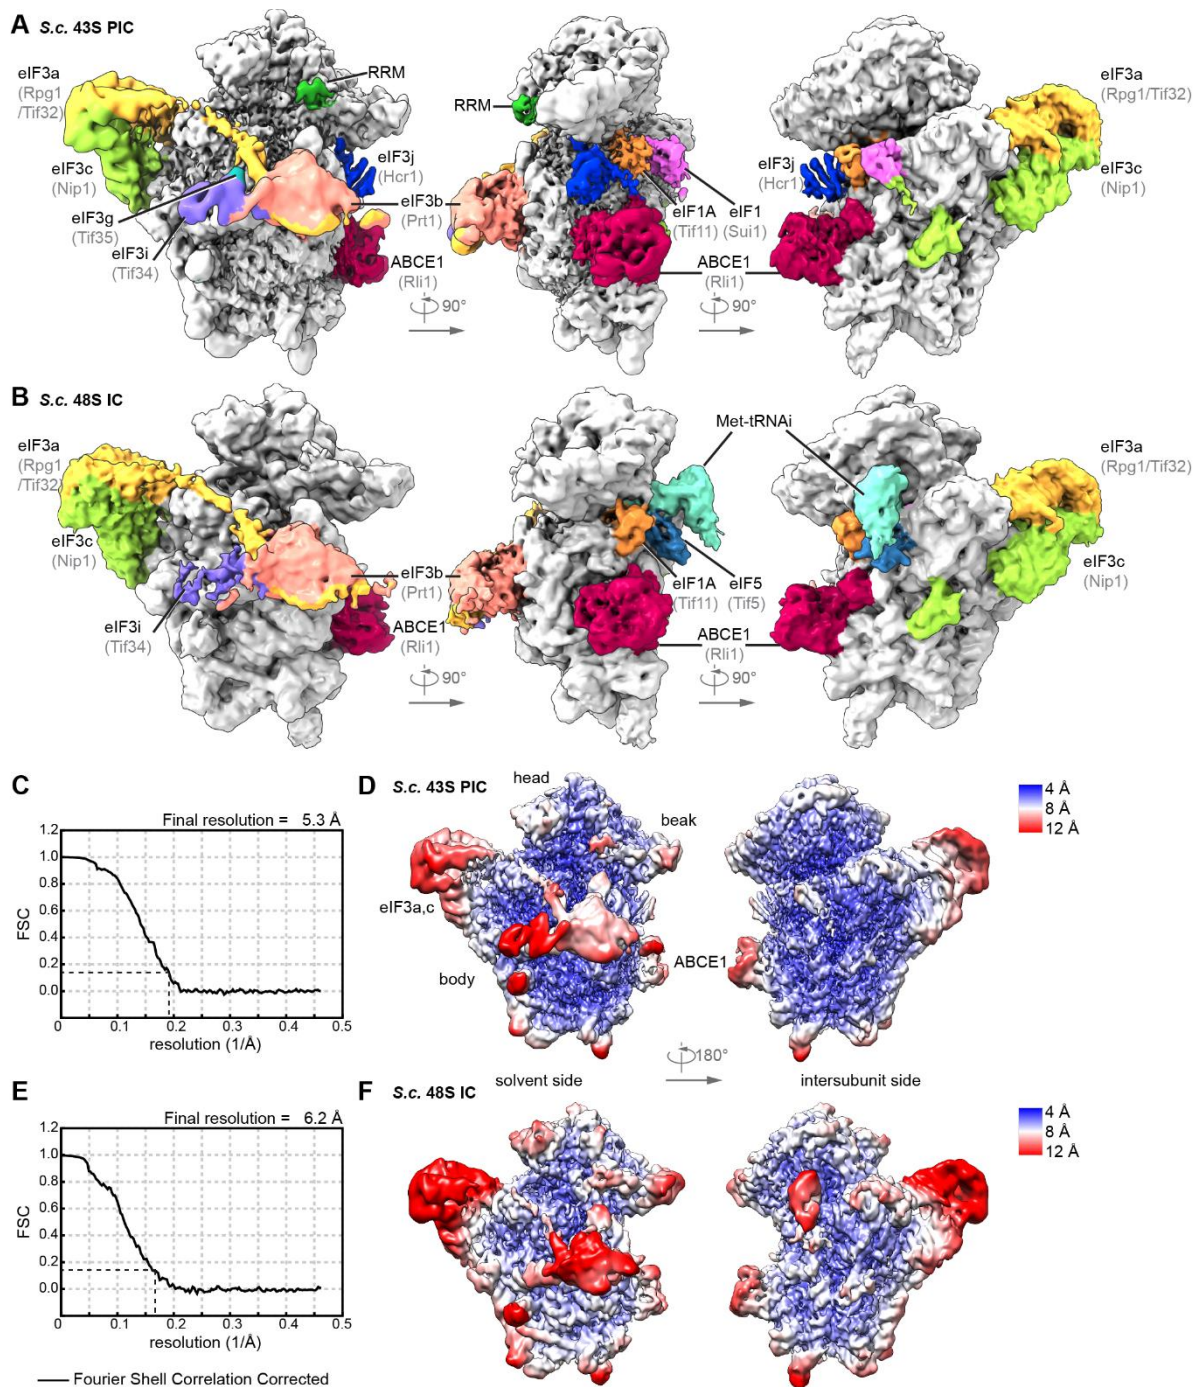 A S.c. 43S PIC
eIF3a
(Rpg1
/Tif32)
eIF3c
(Nip1)
eIF3g
(Tif35)
eIF3i
(Tif34)
RRM
eIF3j
(Hcr1)
eIF3b
(Prt1)
ABCE1
(Rli1)
90°
RRM
eIF1A
(Tif11)
eIF1
(Sui1)
ABCE1
(Rli1)
90°
eIF3j
(Hcr1)
eIF3a
(Rpg1/Tif32)
eIF3c
(Nip1)
B S.c. 48S IC
eIF3a
(Rpg1
/Tif32)
eIF3c
(Nip1)
eIF3i
(Tif34)
eIF3b
(Prt1)
ABCE1
(Rli1)
90°
Met-tRNAi
eIF1A
(Tif11)
eIF5
(Tif5)
ABCE1
(Rli1)
90°
eIF3a
(Rpg1/Tif32)
eIF3c
(Nip1)
C
Final resolution = 5.3 Å
1.2
1.0
0.8
0.6
0.4
0.2
0.0
FSC
0 0.1 0.2 0.3 0.4 0.5
resolution (1/Å)
D S.c. 43S PIC
head
beak
eIF3a,c
body
ABCE1
4 Å
8 Å
12 Å
180°
solvent side
intersubunit side
E
Final resolution = 6.2 Å
1.2
1.0
0.8
0.6
0.4
0.2
0.0
FSC
0 0.1 0.2 0.3 0.4 0.5
resolution (1/Å)
Fourier Shell Correlation Corrected
F S.c. 48S IC
4 Å
8 Å
12 Å